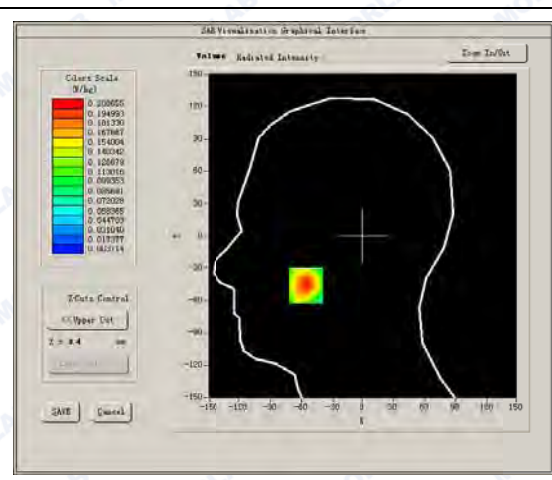 SAR Visualisation Graphical Interface
Volume Radiated Intensity
Zoom In/Out
Colors Scale
(W/kg)
0.208655
0.194993
0.181330
0.167667
0.154004
0.140342
0.126679
0.113016
0.099353
0.085691
0.072028
0.058365
0.044703
0.031040
0.017377
0.003714
Z-Cuts Control
<<Upper Cut
Z = 8.4 mm
SAVE
Cancel
150
120
90
60
30
0
-30
-60
-90
-120
-150
-150 -120 -90 -60 -30 0 30 60 90 120 150
X